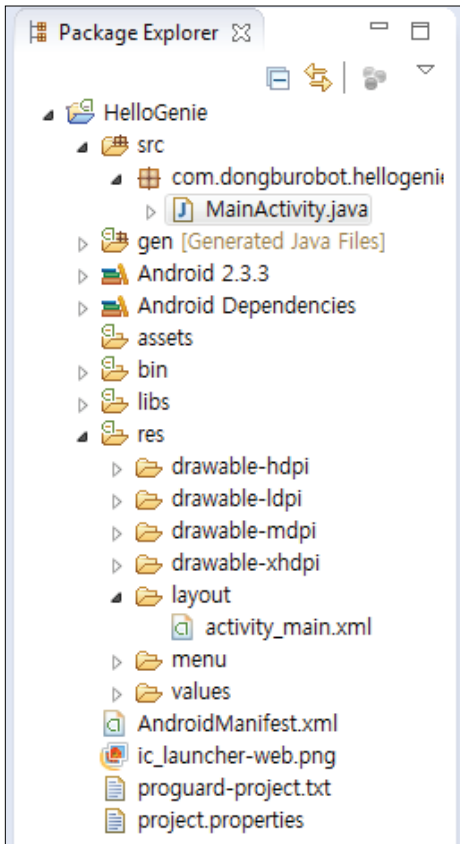 Package Explorer
HelloGenie
src
com.dongburobot.hellogenie
MainActivity.java
gen [Generated Java Files]
Android 2.3.3
Android Dependencies
assets
bin
libs
res
drawable-hdpi
drawable-ldpi
drawable-mdpi
drawable-xhdpi
layout
activity_main.xml
menu
values
AndroidManifest.xml
ic_launcher-web.png
proguard-project.txt
project.properties